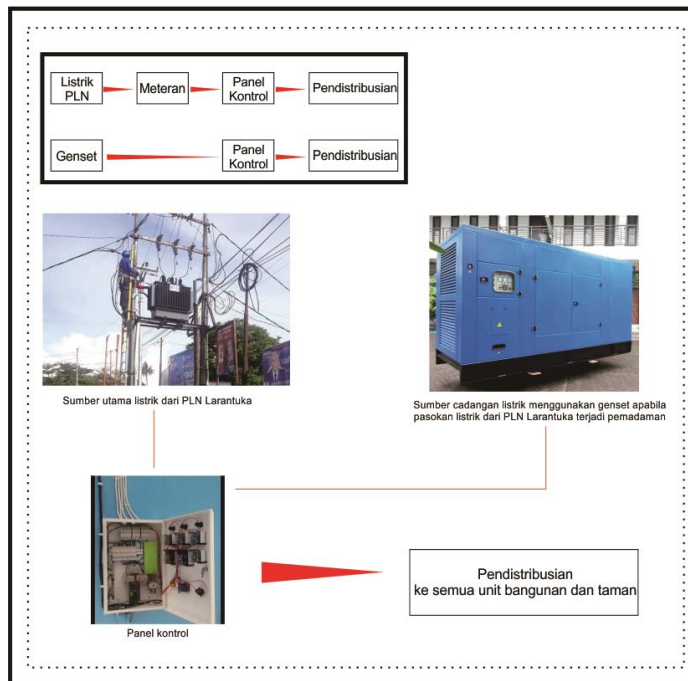 Listrik
PLN
Meteran
Panel
Kontrol
Pendistribusian
Genset
Panel
Kontrol
Pendistribusian
Sumber utama listrik dari PLN Larantuka
Sumber cadangan listrik menggunakan genset apabila
pasokan listrik dari PLN Larantuka terjadi pemadaman
Panel kontrol
Pendistribusian
ke semua unit bangunan dan taman